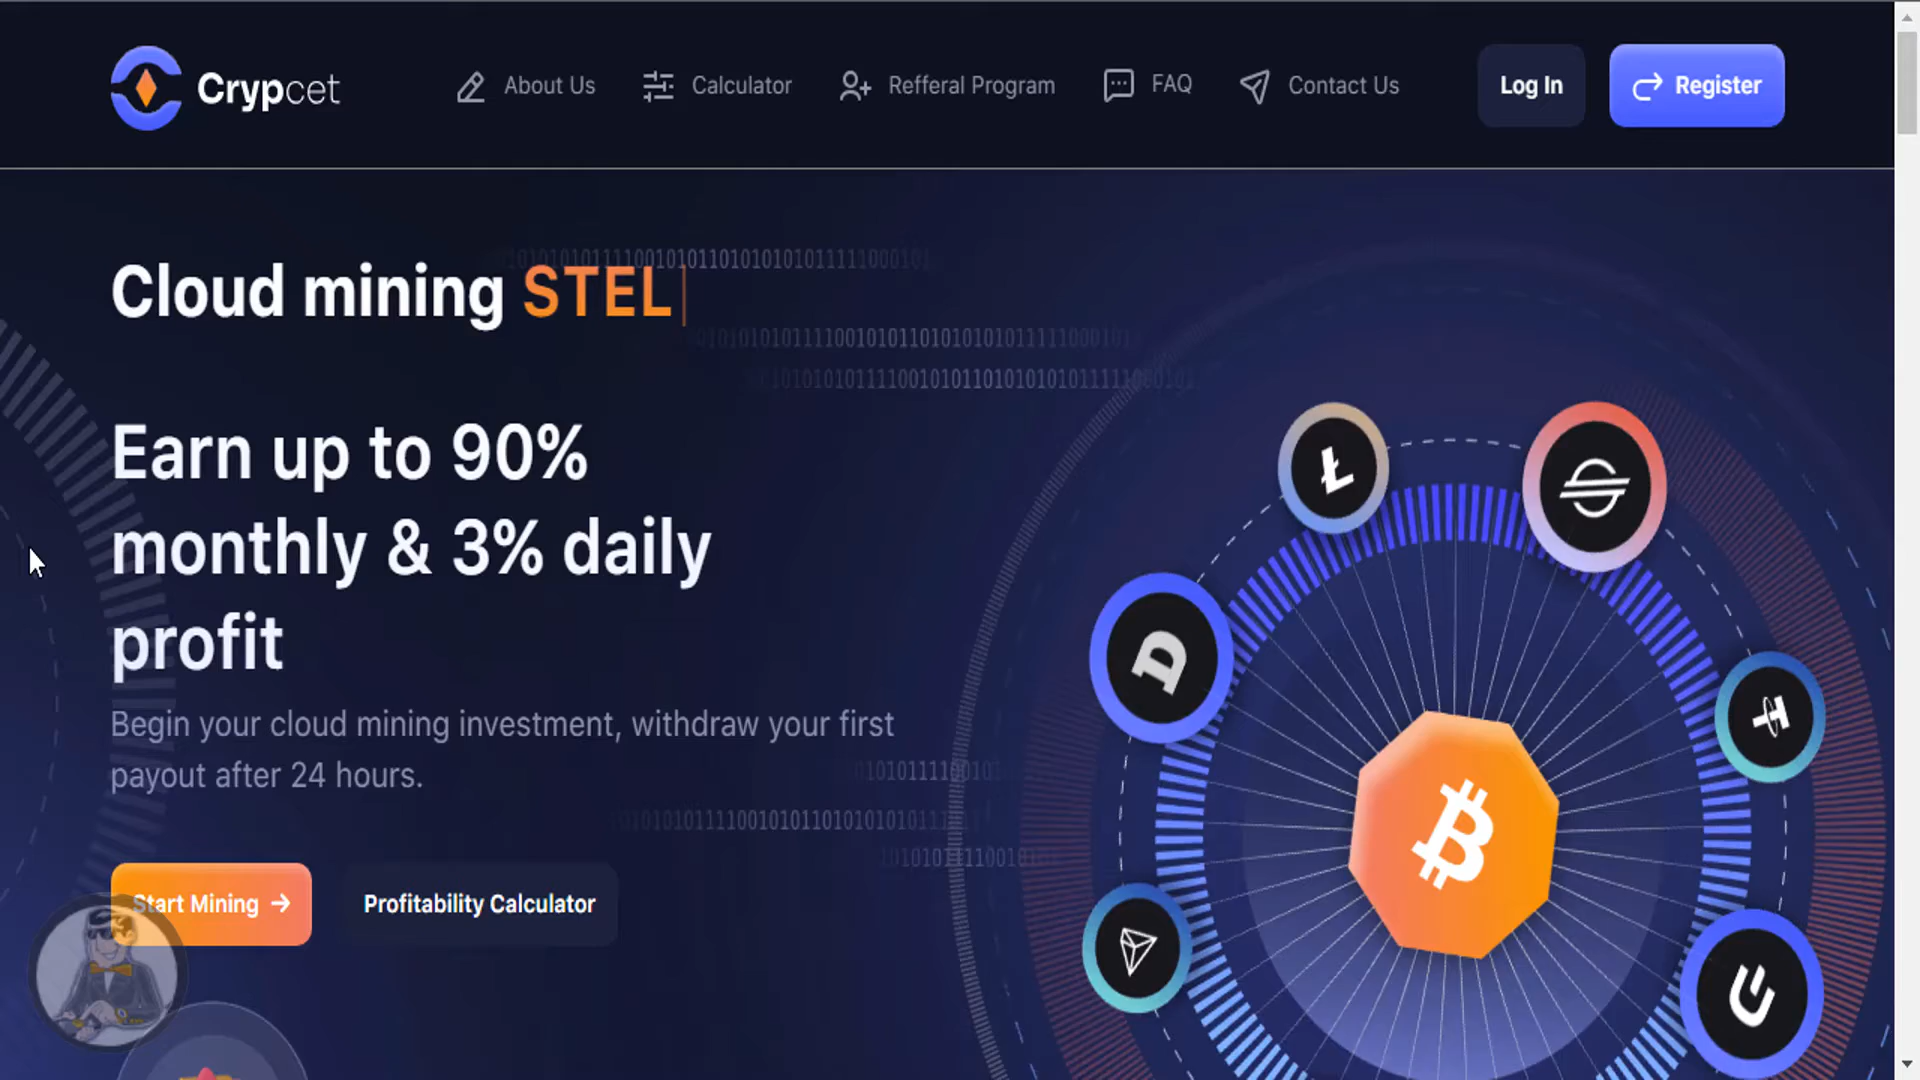 Crypcet
About Us
Calculator
Refferal Program
FAQ
Contact Us
Log In
Register
Cloud mining STEL
Earn up to 90%
monthly & 3% daily
profit
Begin your cloud mining investment, withdraw your first
payout after 24 hours.
Start Mining
Profitability Calculator